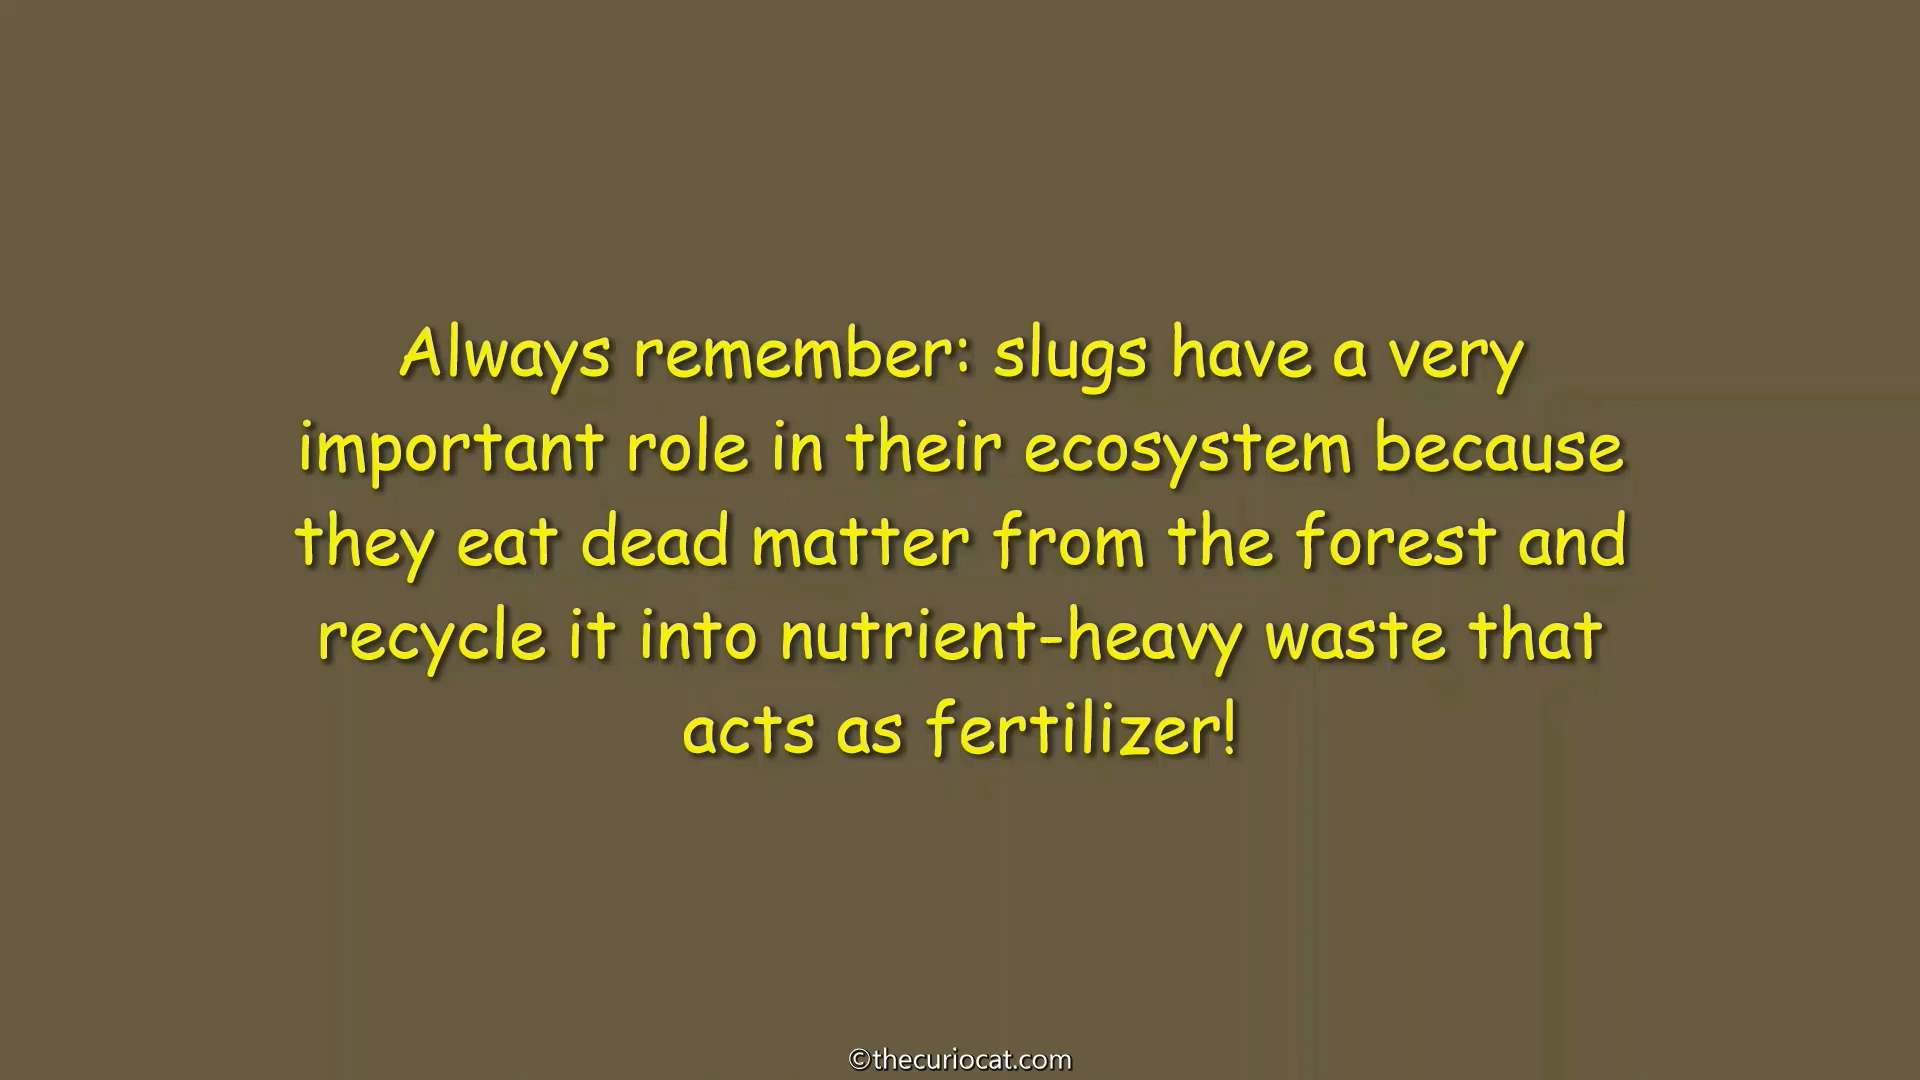 Always remember: slugs have a very
important role in their ecosystem because
they eat dead matter from the forest and
recycle it into nutrient-heavy waste that
acts as fertilizer!
©thecuriocat.com